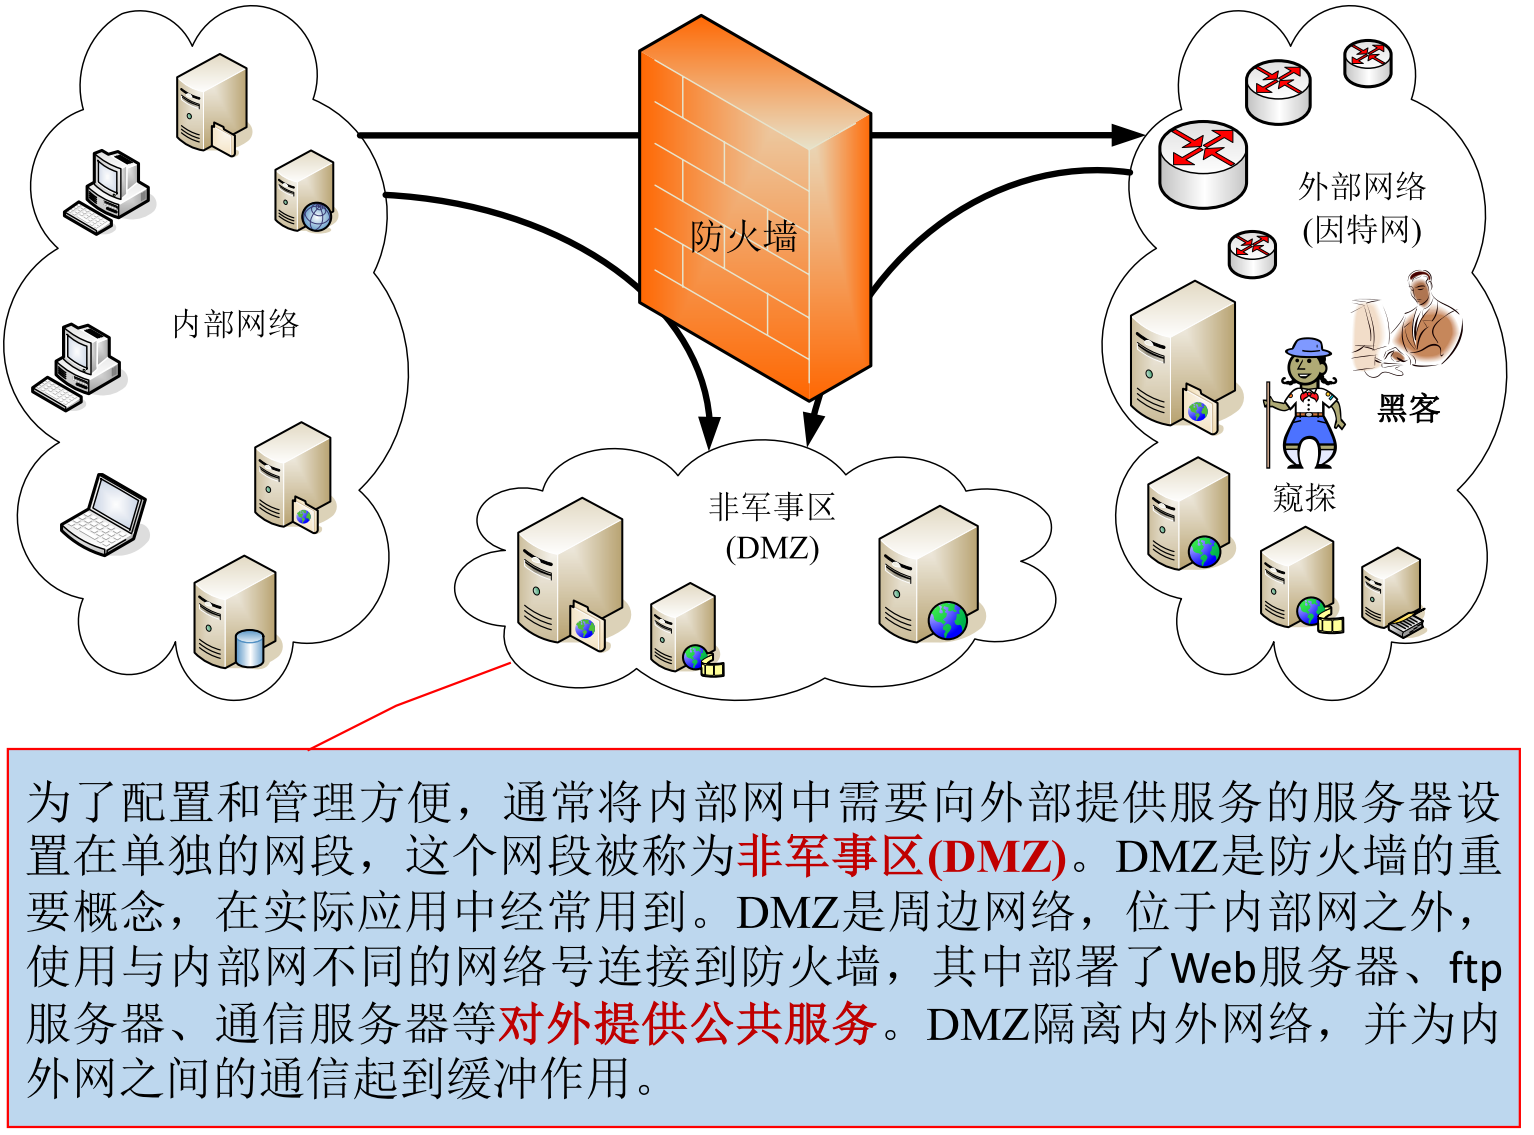 防火墙
外部网络
(因特网)
内部网络
黑客
窥探
非军事区
(DMZ)
为了配置和管理方便，通常将内部网中需要向外部提供服务的服务器设
置在单独的网段，这个网段被称为非军事区(DMZ)。DMZ是防火墙的重
要概念，在实际应用中经常用到。DMZ是周边网络，位于内部网之外，
使用与内部网不同的网络号连接到防火墙，其中部署了Web服务器、ftp
服务器、通信服务器等对外提供公共服务。DMZ隔离内外网络，并为内
外网之间的通信起到缓冲作用。